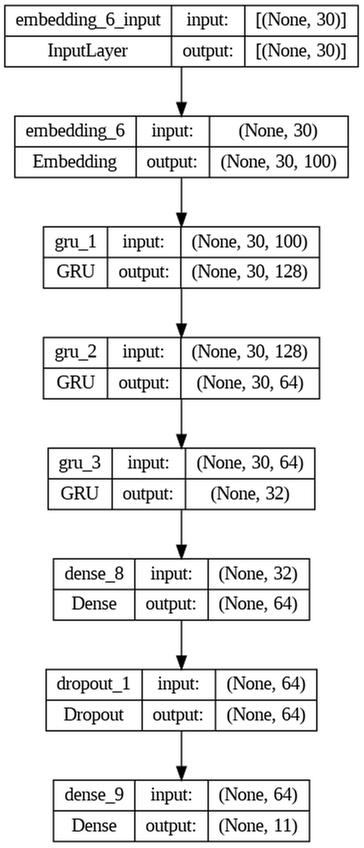 embedding_6_input input: [(None, 30)]
InputLayer output: [(None, 30)]
embedding_6 input: (None, 30)
Embedding output: (None, 30, 100)
gru_1 input: (None, 30, 100)
GRU output: (None, 30, 128)
gru_2 input: (None, 30, 128)
GRU output: (None, 30, 64)
gru_3 input: (None, 30, 64)
GRU output: (None, 32)
dense_8 input: (None, 32)
Dense output: (None, 64)
dropout_1 input: (None, 64)
Dropout output: (None, 64)
dense_9 input: (None, 64)
Dense output: (None, 11)